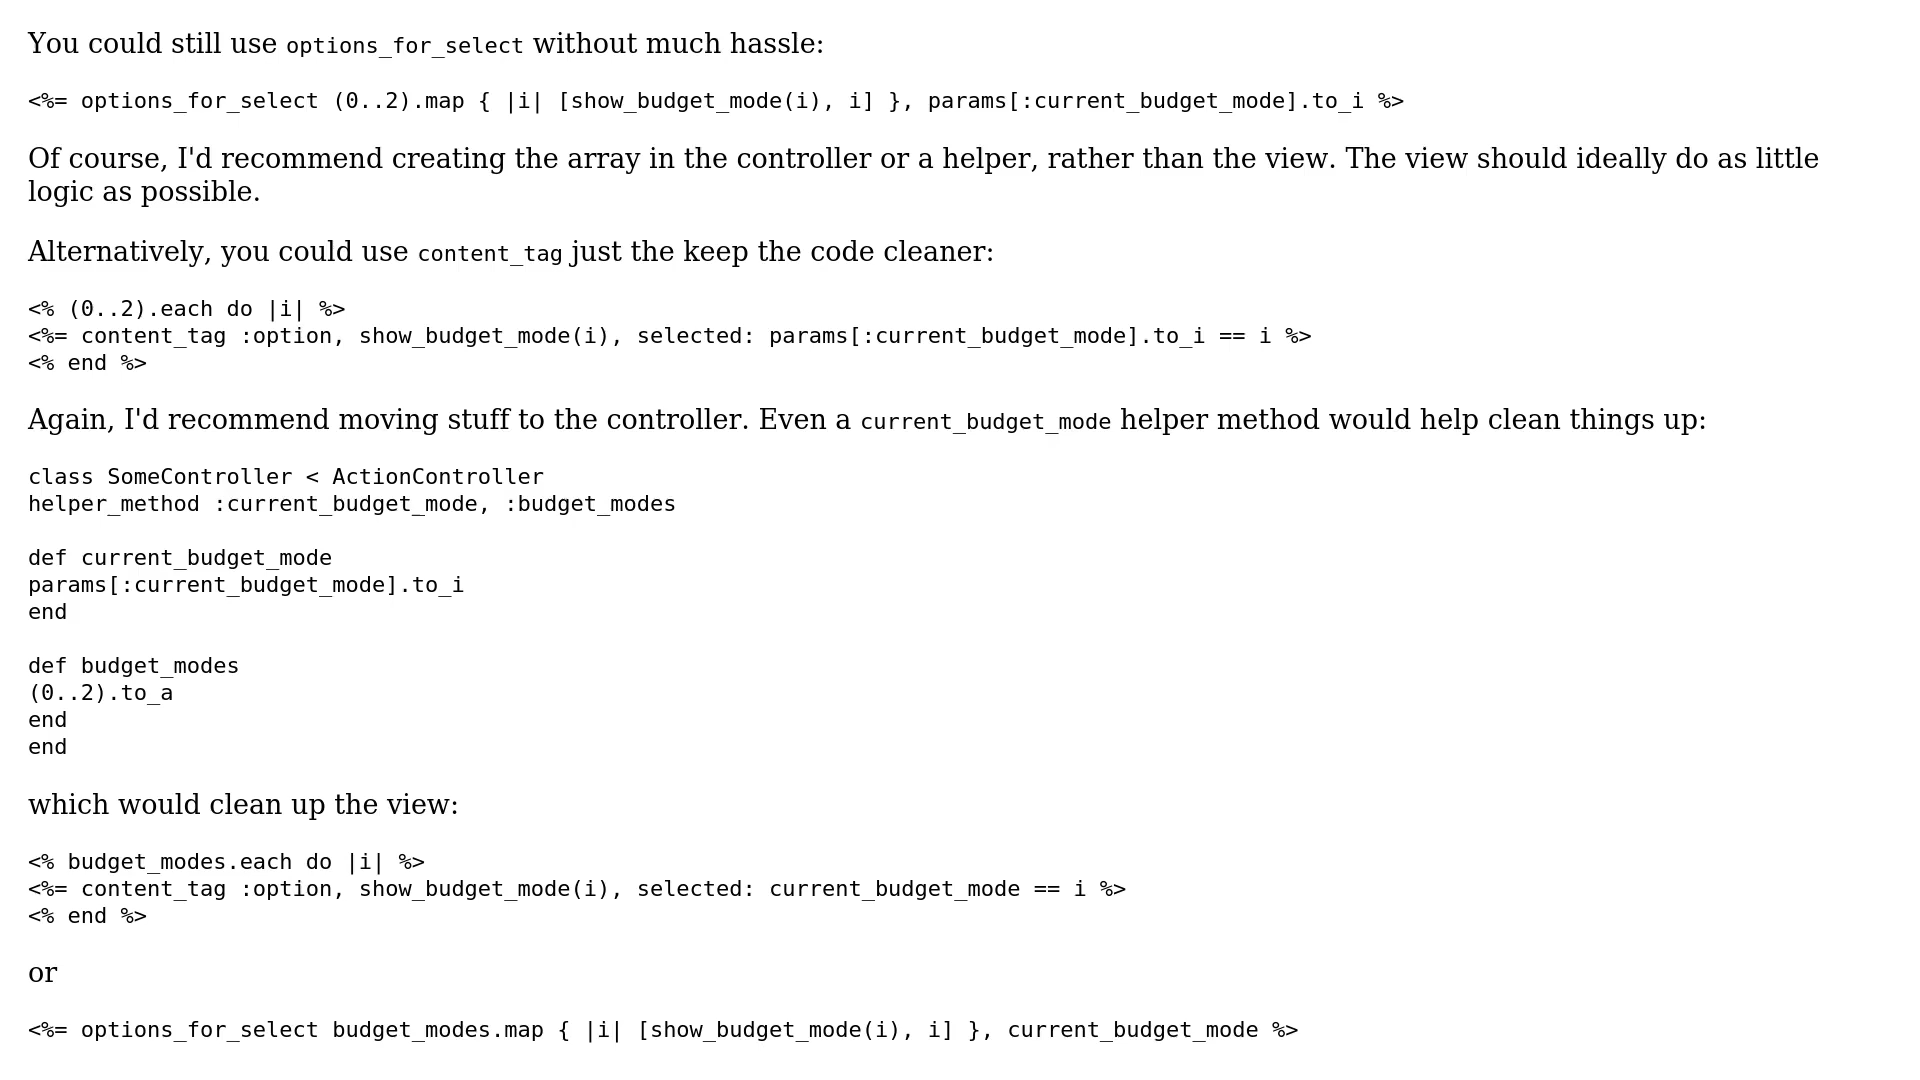 You could still use options_for_select without much hassle:
<%= options_for_select (0..2).map { |i| [show_budget_mode(i), i] }, params[:current_budget_mode].to_i %>
Of course, I'd recommend creating the array in the controller or a helper, rather than the view. The view should ideally do as little
logic as possible.
Alternatively, you could use content_tag just the keep the code cleaner:
<% (0..2).each do |i| %>
<%= content_tag :option, show_budget_mode(i), selected: params[:current_budget_mode].to_i == i %>
<% end %>
Again, I'd recommend moving stuff to the controller. Even a current_budget_mode helper method would help clean things up:
class SomeController < ActionController
helper_method :current_budget_mode, :budget_modes
def current_budget_mode
params[:current_budget_mode].to_i
end
def budget_modes
(0..2).to_a
end
end
which would clean up the view:
<% budget_modes.each do |i| %>
<%= content_tag :option, show_budget_mode(i), selected: current_budget_mode == i %>
<% end %>
or
<%= options_for_select budget_modes.map { |i| [show_budget_mode(i), i] }, current_budget_mode %>